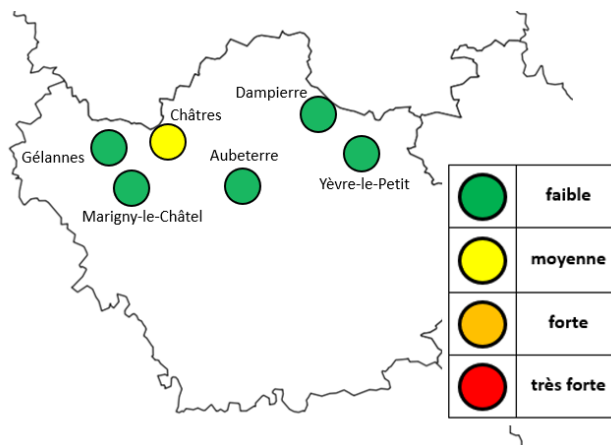 Dampierre
Châtres
Gélannes
Aubeterre
Yèvre-le-Petit
Marigny-le-Châtel
faible
moyenne
forte
très forte